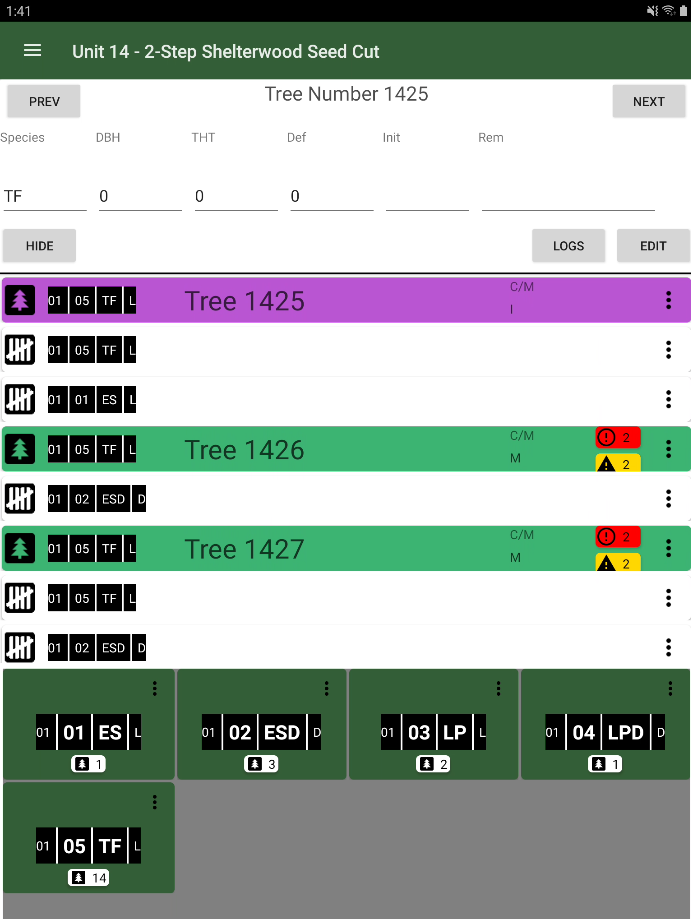 1:41
Unit 14 - 2-Step Shelterwood Seed Cut
PREV
Tree Number 1425
NEXT
Species DBH THT Def Init Rem
TF 0 0 0
HIDE
LOGS
EDIT
01 05 TF L Tree 1425 C/M
I
01 05 TF L
01 01 ES L
01 05 TF L Tree 1426 C/M 2
M 2
01 02 ESD D
01 05 TF L Tree 1427 C/M 2
M 2
01 05 TF L
01 02 ESD D
01 01 ES L
1
01 02 ESD D
3
01 03 LP L
2
01 04 LPD D
1
01 05 TF L
14